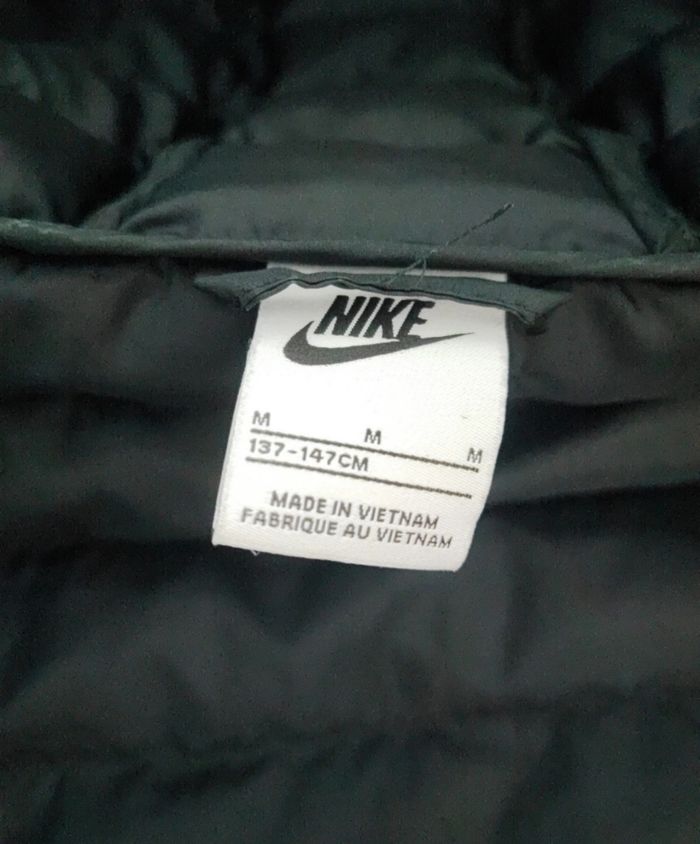 NIKE
M M M
137-147CM
MADE IN VIETNAM
FABRIQUE AU VIETNAM